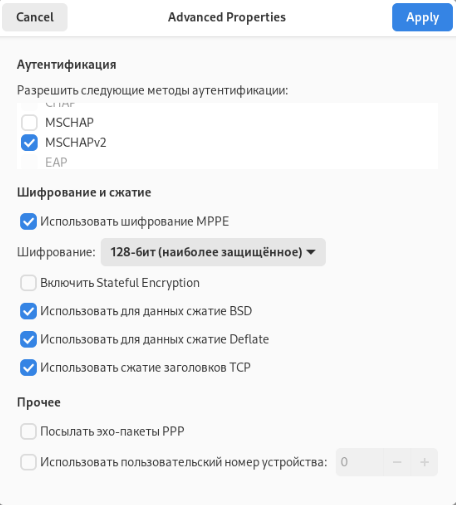 Cancel Advanced Properties Apply
Аутентификация
Разрешить следующие методы аутентификации:
CHAP
MSCHAP
MSCHAPv2
EAP
Шифрование и сжатие
Использовать шифрование MPPE
Шифрование: 128-бит (наиболее защищённое)
Включить Stateful Encryption
Использовать для данных сжатие BSD
Использовать для данных сжатие Deflate
Использовать сжатие заголовков TCP
Прочее
Посылать эхо-пакеты PPP
Использовать пользовательский номер устройства: 0